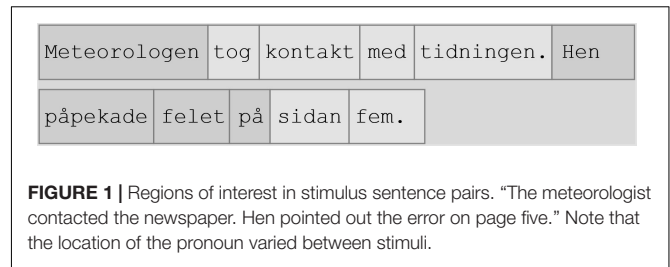 Meteorologen tog kontakt med tidningen. Hen
påpekade felet på sidan fem.
FIGURE 1 | Regions of interest in stimulus sentence pairs. “The meteorologist
contacted the newspaper. Hen pointed out the error on page five.” Note that
the location of the pronoun varied between stimuli.